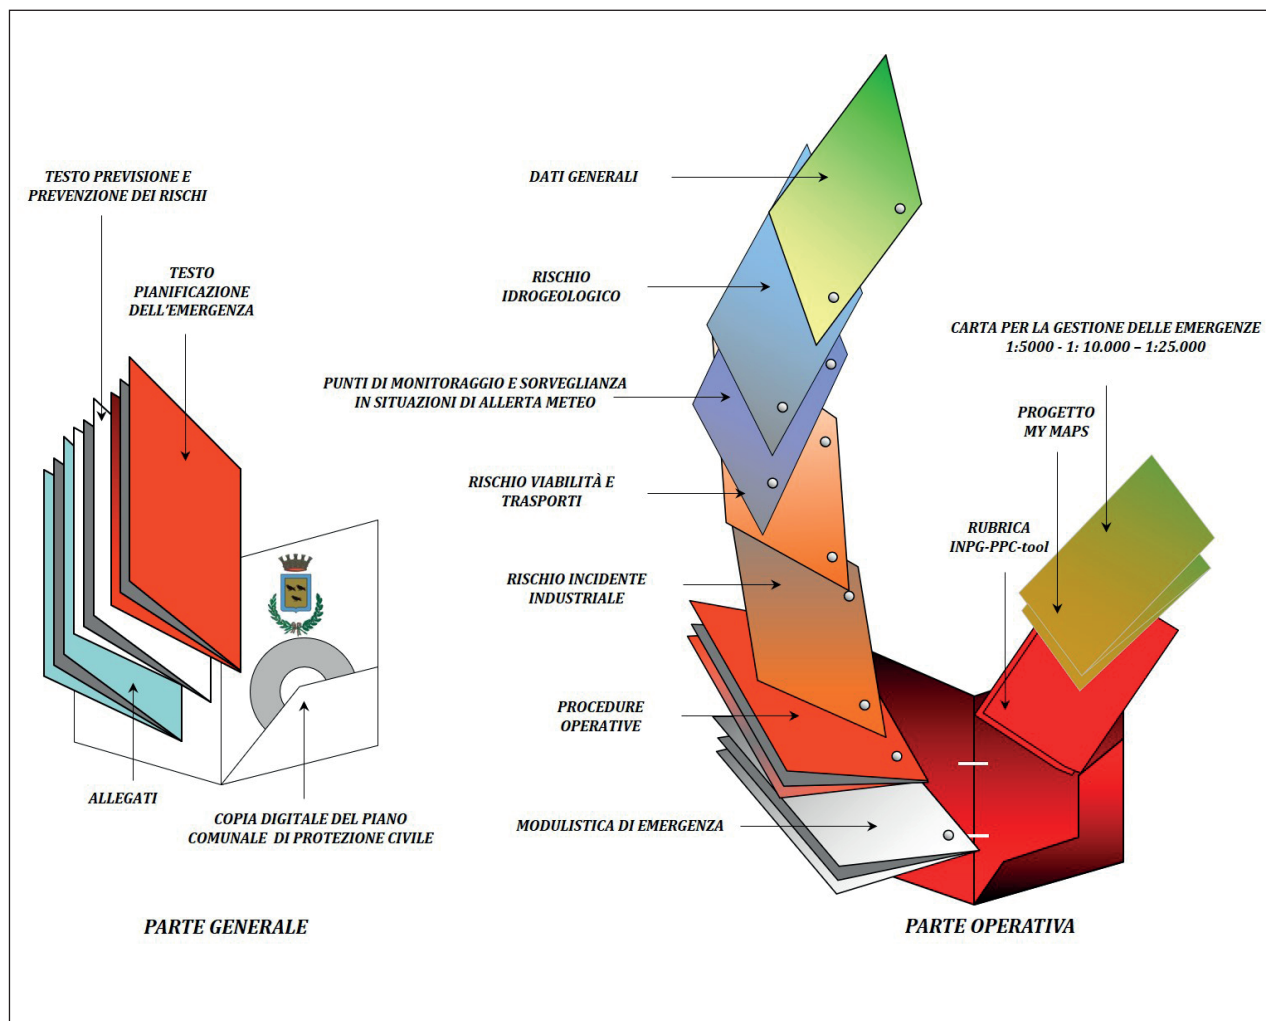 TESTO PREVISIONE E
PREVENZIONE DEI RISCHI
TESTO
PIANIFICAZIONE
DELL'EMERGENZA
ALLEGATI
COPIA DIGITALE DEL PIANO
COMUNALE DI PROTEZIONE CIVILE
PARTE GENERALE
DATI GENERALI
RISCHIO
IDROGEOLOGICO
PUNTI DI MONITORAGGIO E SORVEGLIANZA
IN SITUAZIONI DI ALLERTA METEO
RISCHIO VIABILITÀ E
TRASPORTI
RISCHIO INCIDENTE
INDUSTRIALE
PROCEDURE
OPERATIVE
MODULISTICA DI EMERGENZA
CARTA PER LA GESTIONE DELLE EMERGENZE
1:5000 - 1: 10.000 – 1:25.000
PROGETTO
MY MAPS
RUBRICA
INPG-PPC-tool
PARTE OPERATIVA